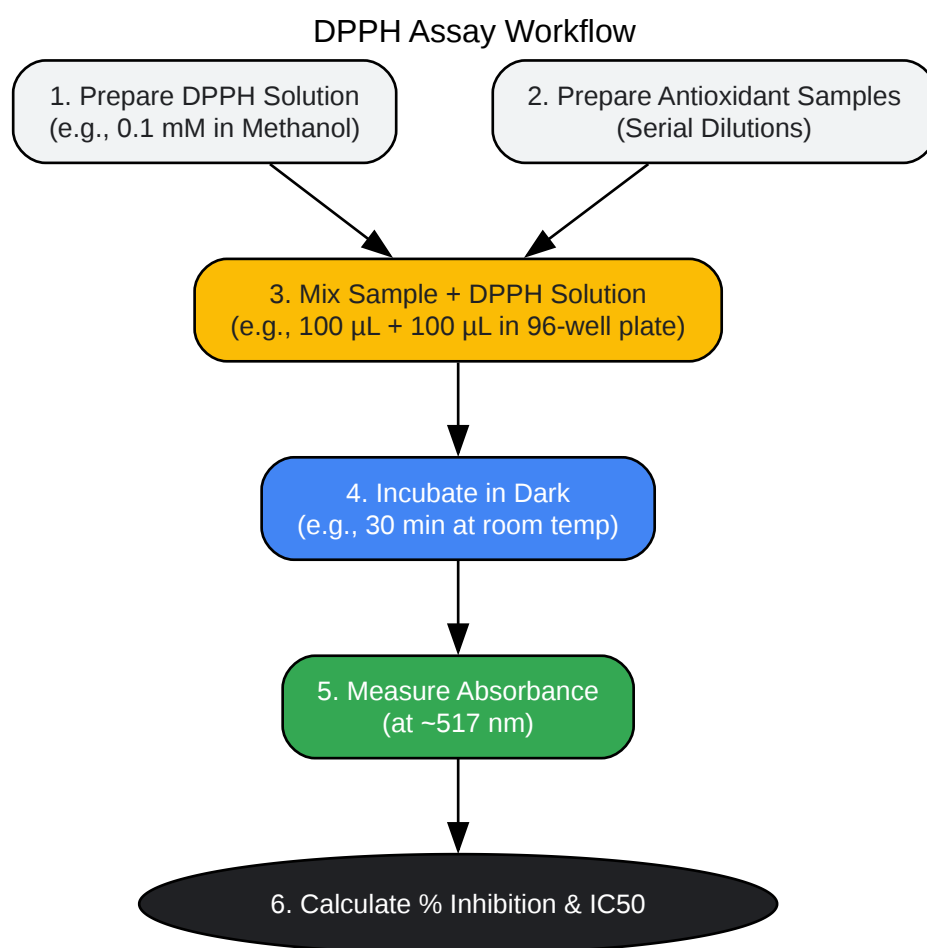 DPPH Assay Workflow
1. Prepare DPPH Solution
(e.g., 0.1 mM in Methanol)
2. Prepare Antioxidant Samples
(Serial Dilutions)
3. Mix Sample + DPPH Solution
(e.g., 100 µL + 100 µL in 96-well plate)
4. Incubate in Dark
(e.g., 30 min at room temp)
5. Measure Absorbance
(at ~517 nm)
6. Calculate % Inhibition & IC50